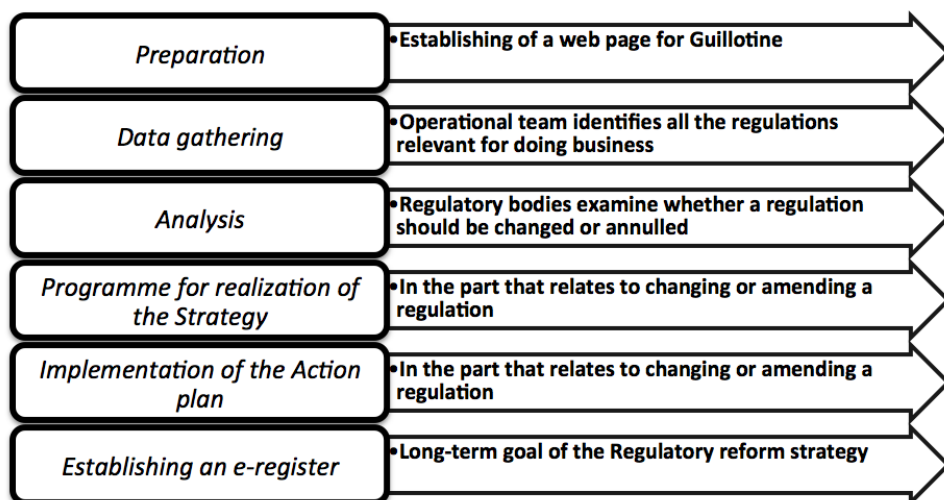 Preparation
•Establishing of a web page for Guillotine
Data gathering
•Operational team identifies all the regulations
relevant for doing business
Analysis
•Regulatory bodies examine whether a regulation
should be changed or annulled
Programme for realization of
the Strategy
•In the part that relates to changing or amending a
regulation
Implementation of the Action
plan
•In the part that relates to changing or amending a
regulation
Establishing an e-register
•Long-term goal of the Regulatory reform strategy